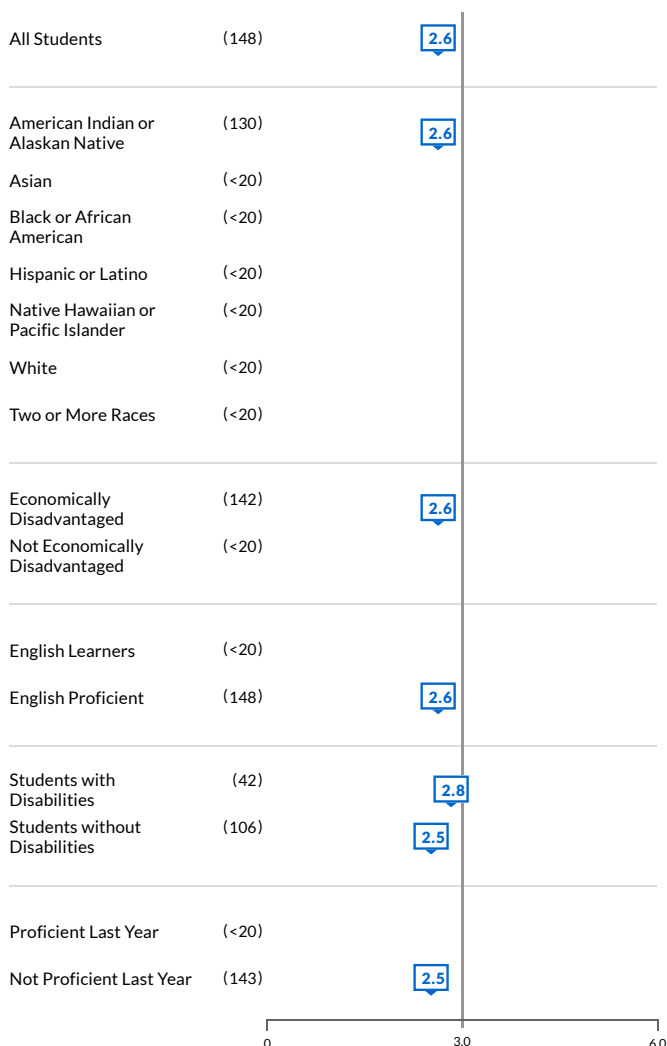 All Students (148) 2.6
American Indian or (130) 2.6
Alaskan Native
Asian (<20)
Black or African (<20)
American
Hispanic or Latino (<20)
Native Hawaiian or (<20)
Pacific Islander
White (<20)
Two or More Races (<20)
Economically (142) 2.6
Disadvantaged
Not Economically (<20)
Disadvantaged
English Learners (<20)
English Proficient (148) 2.6
Students with (42) 2.8
Disabilities
Students without (106) 2.5
Disabilities
Proficient Last Year (<20)
Not Proficient Last Year (143) 2.5
0 3.0 6.0